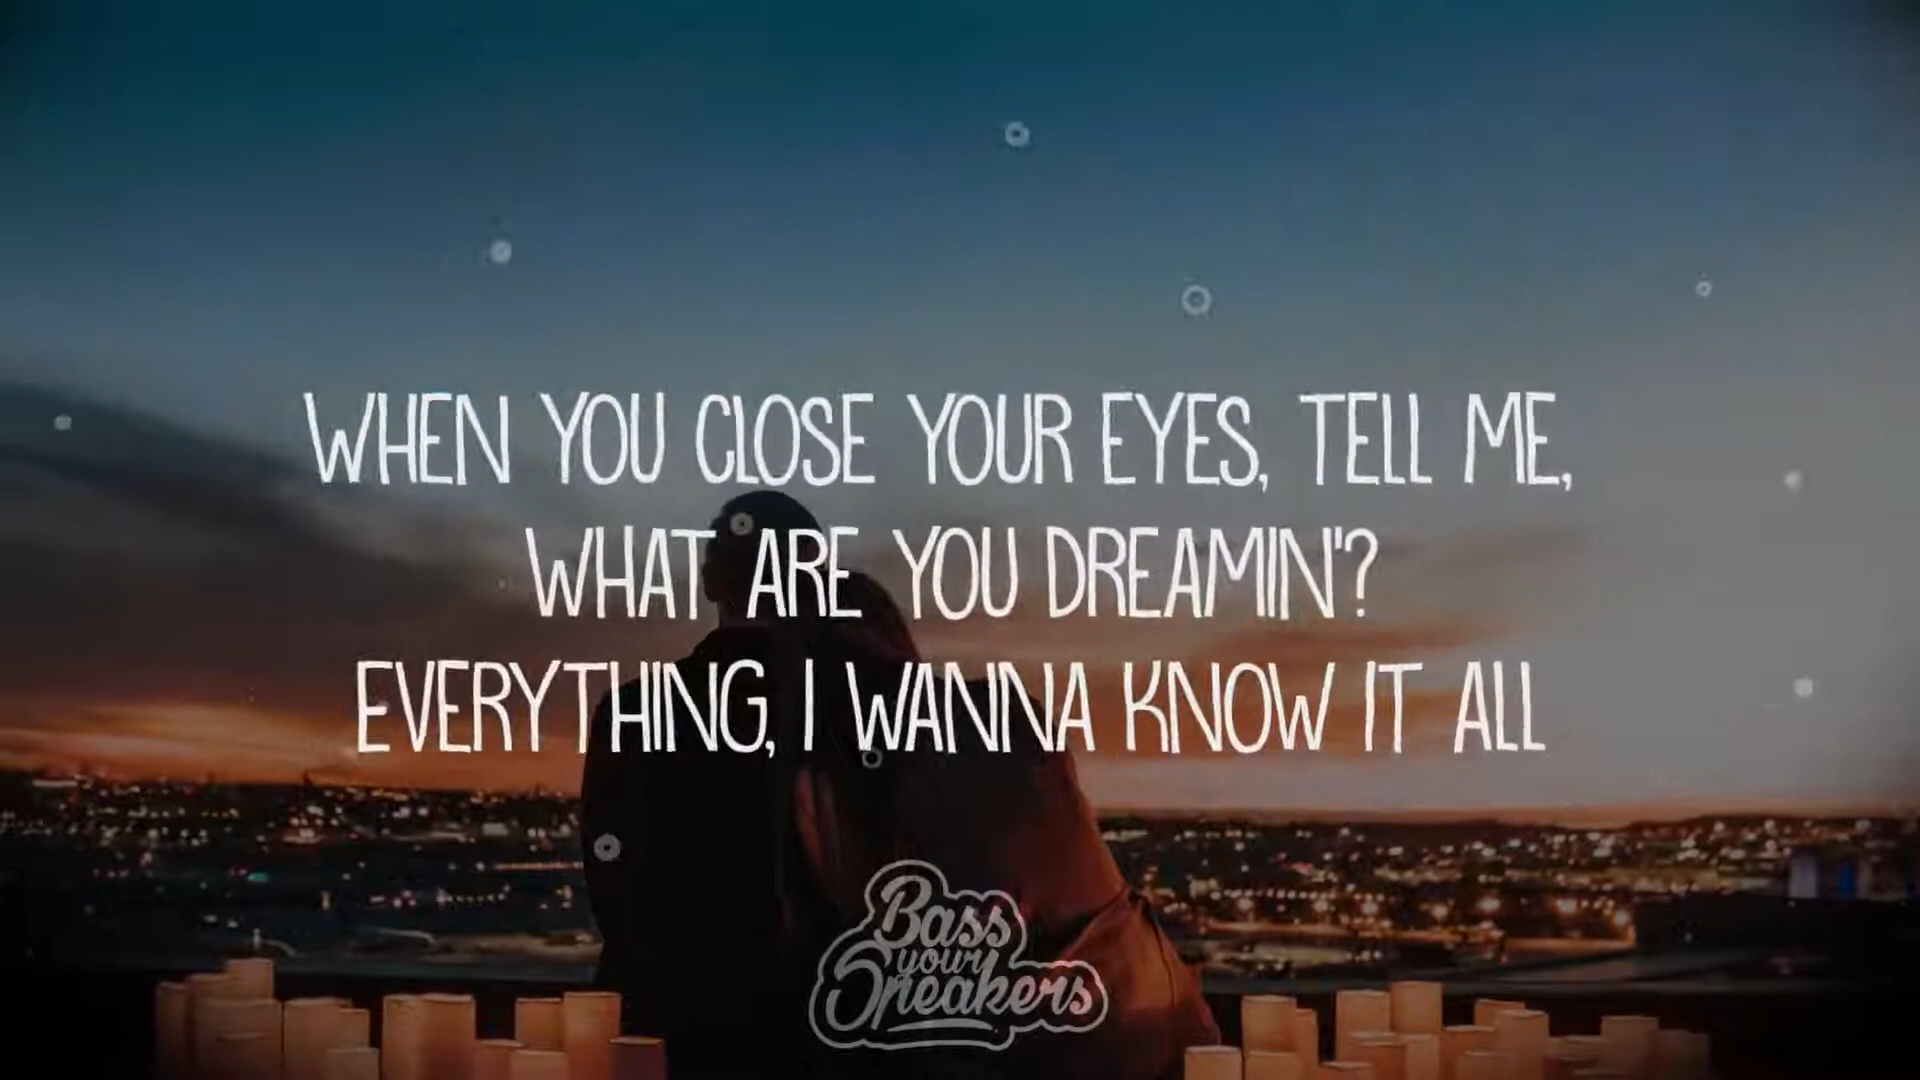 WHEN YOU CLOSE YOUR EYES, TELL ME,
WHAT ARE YOU DREAMIN'?
EVERYTHING, I WANNA KNOW IT ALL
Bass
your
Sneakers